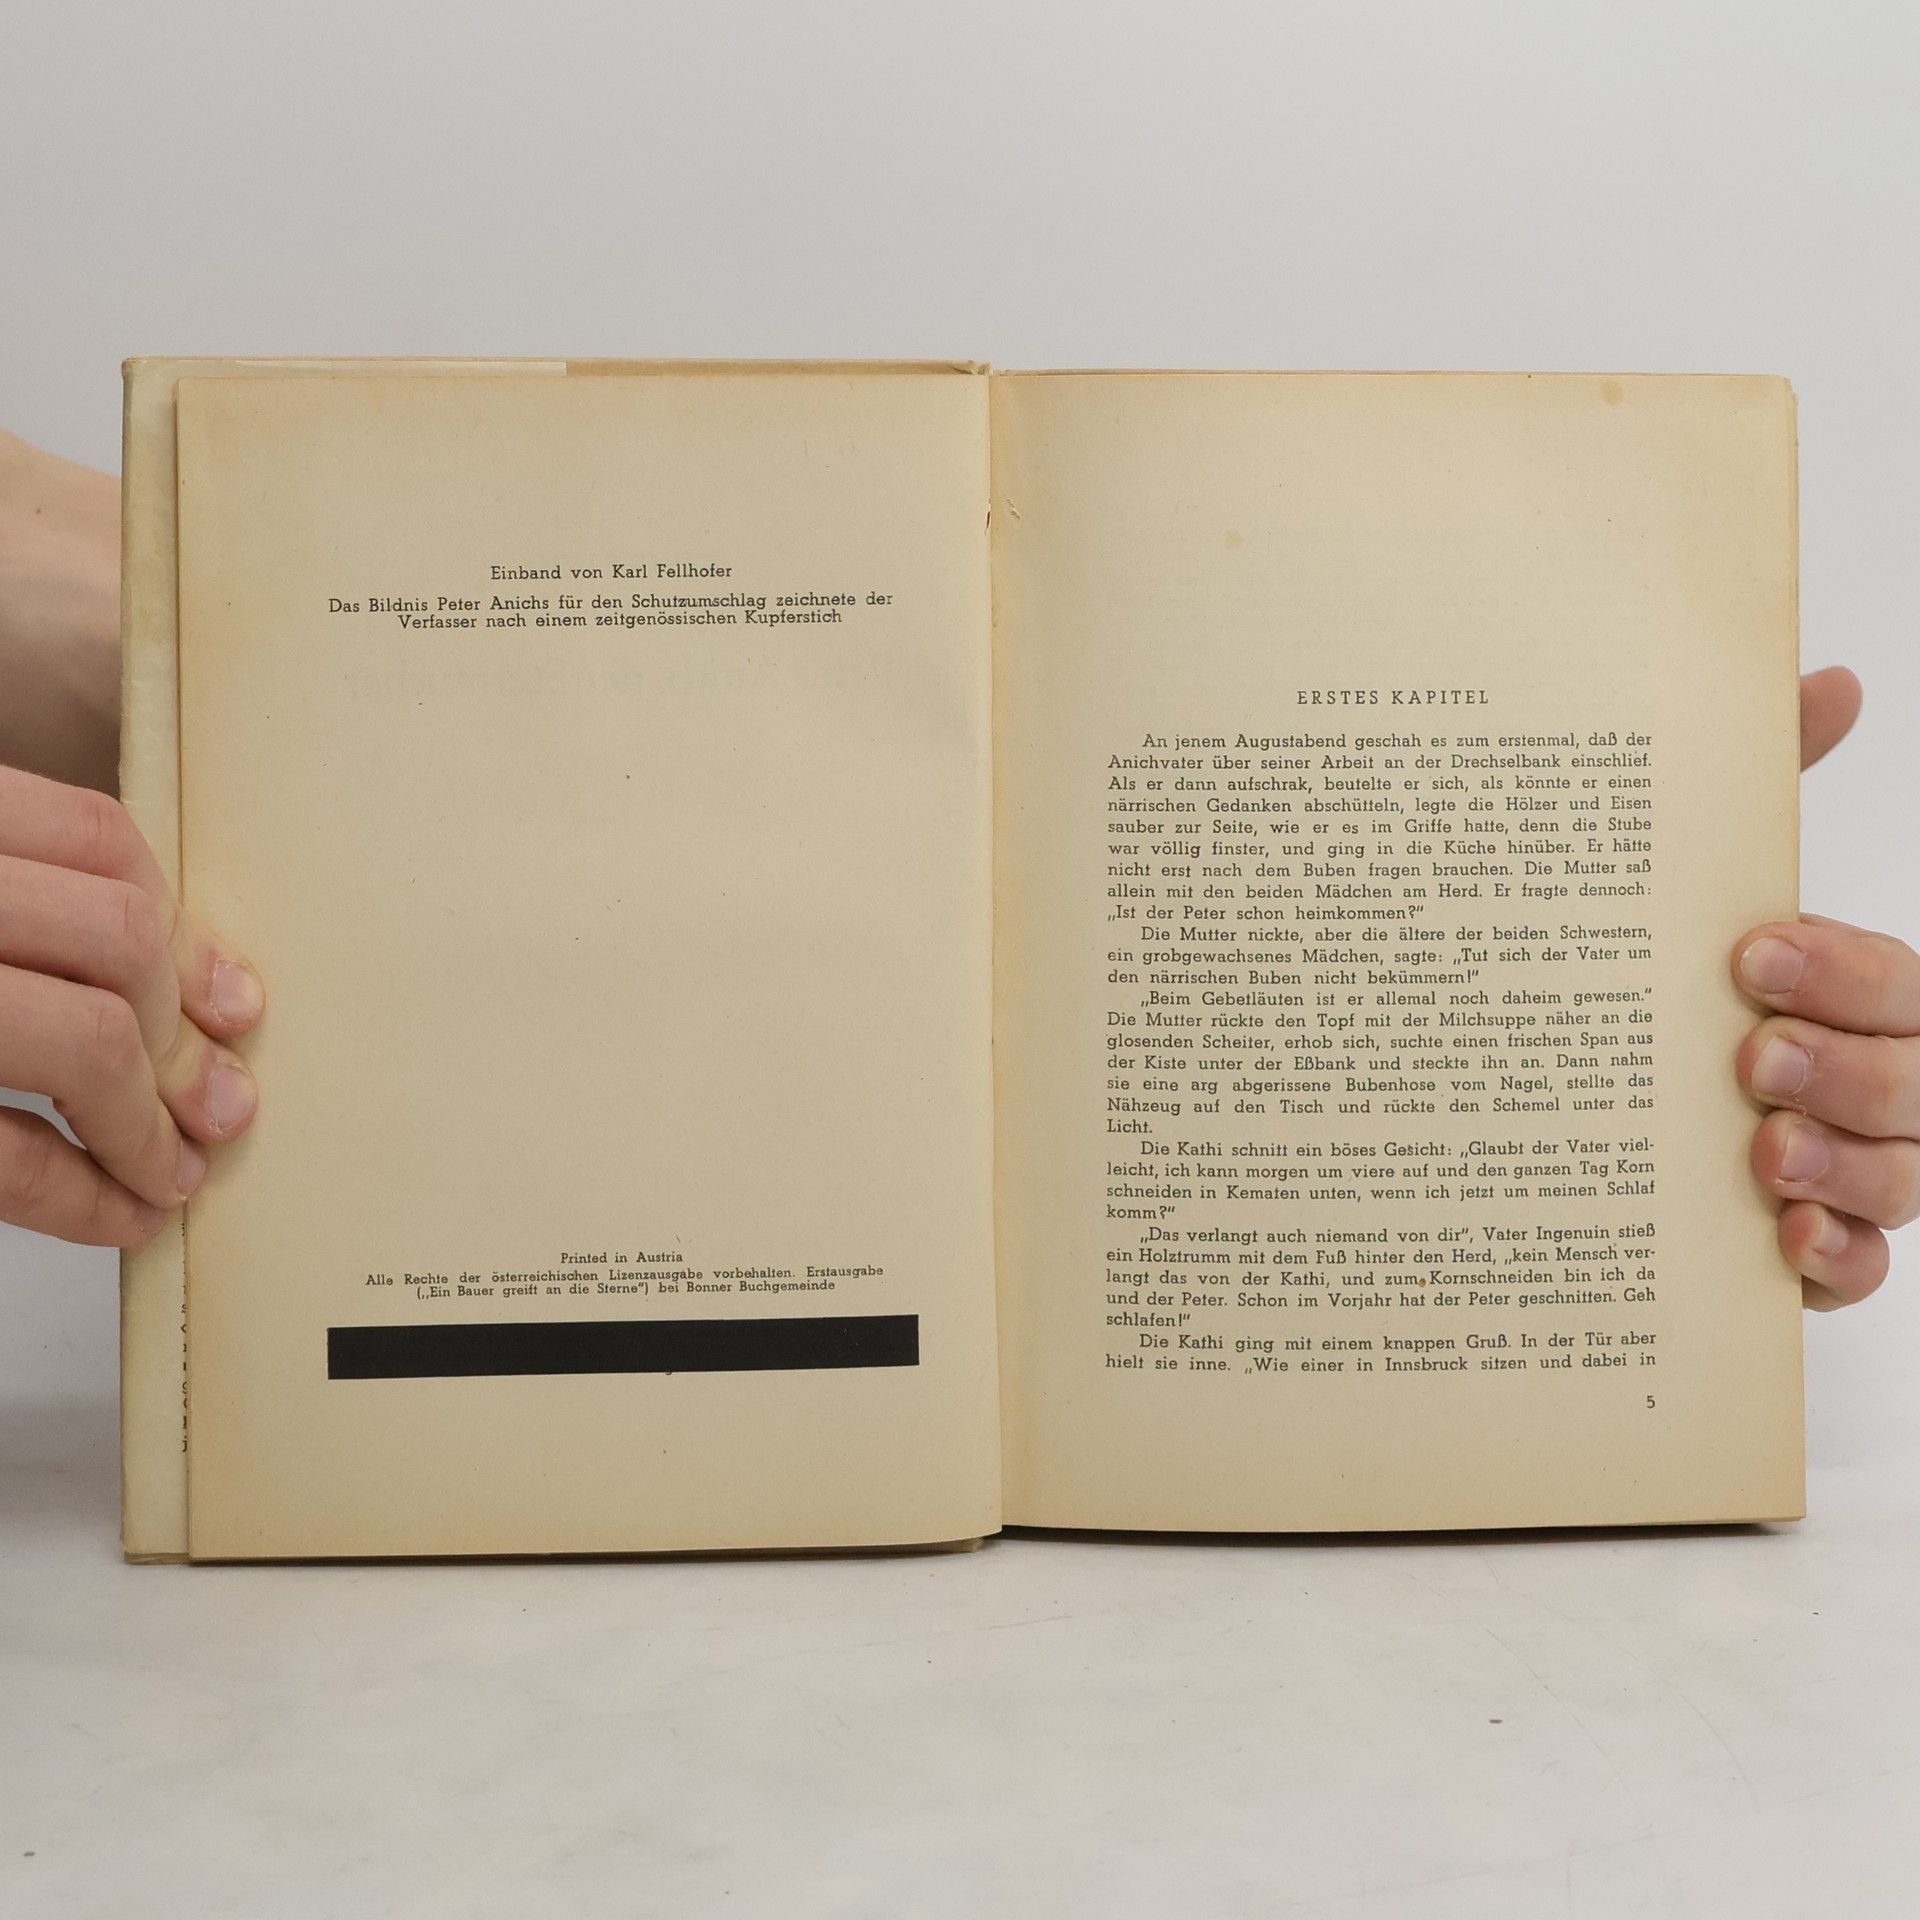 Einband von Karl Fellhofer
Das Bildnis Peter Anichs für den Schutzumschlag zeichnete der
Verfasser nach einem zeitgenössischen Kupferstich
Printed in Austria
Alle Rechte der österreichischen Lizenzausgabe vorbehalten. Erstausgabe
(„Ein Bauer greift an die Sterne") bei Bonner Buchgemeinde
ERSTES KAPITEL
An jenem Augustabend geschah es zum erstenmal, daß der
Anichvater über seiner Arbeit an der Drechselbank einschlief.
Als er dann aufschrak, beutelte er sich, als könnte er einen
närrischen Gedanken abschütteln, legte die Hölzer und Eisen
sauber zur Seite, wie er es im Griffe hatte, denn die Stube
war völlig finster, und ging in die Küche hinüber. Er hätte
nicht erst nach dem Buben fragen brauchen. Die Mutter saß
allein mit den beiden Mädchen am Herd. Er fragte dennoch:
„Ist der Peter schon heimkommen?"
Die Mutter nickte, aber die ältere der beiden Schwestern,
ein grobgewachsenes Mädchen, sagte: „Tut sich der Vater um
den närrischen Buben nicht bekümmern!"
„Beim Gebetläuten ist er allemal noch daheim gewesen."
Die Mutter rückte den Topf mit der Milchsuppe näher an die
glosenden Scheiter, erhob sich, suchte einen frischen Span aus
der Kiste unter der Eßbank und steckte ihn an. Dann nahm
sie eine arg abgerissene Bubenhose vom Nagel, stellte das
Nähzeug auf den Tisch und rückte den Schemel unter das
Licht.
Die Kathi schnitt ein böses Gesicht: „Glaubt der Vater viel-
leicht, ich kann morgen um viere auf und den ganzen Tag Korn
schneiden in Kematen unten, wenn ich jetzt um meinen Schlaf
komm?"
„Das verlangt auch niemand von dir", Vater Ingenuin stieß
ein Holztrumm mit dem Fuß hinter den Herd, „kein Mensch ver-
langt das von der Kathi, und zum Kornschneiden bin ich da
und der Peter. Schon im Vorjahr hat der Peter geschnitten. Geh
schlafen!"
Die Kathi ging mit einem knappen Gruß. In der Tür aber
hielt sie inne. „Wie einer in Innsbruck sitzen und dabei in
5